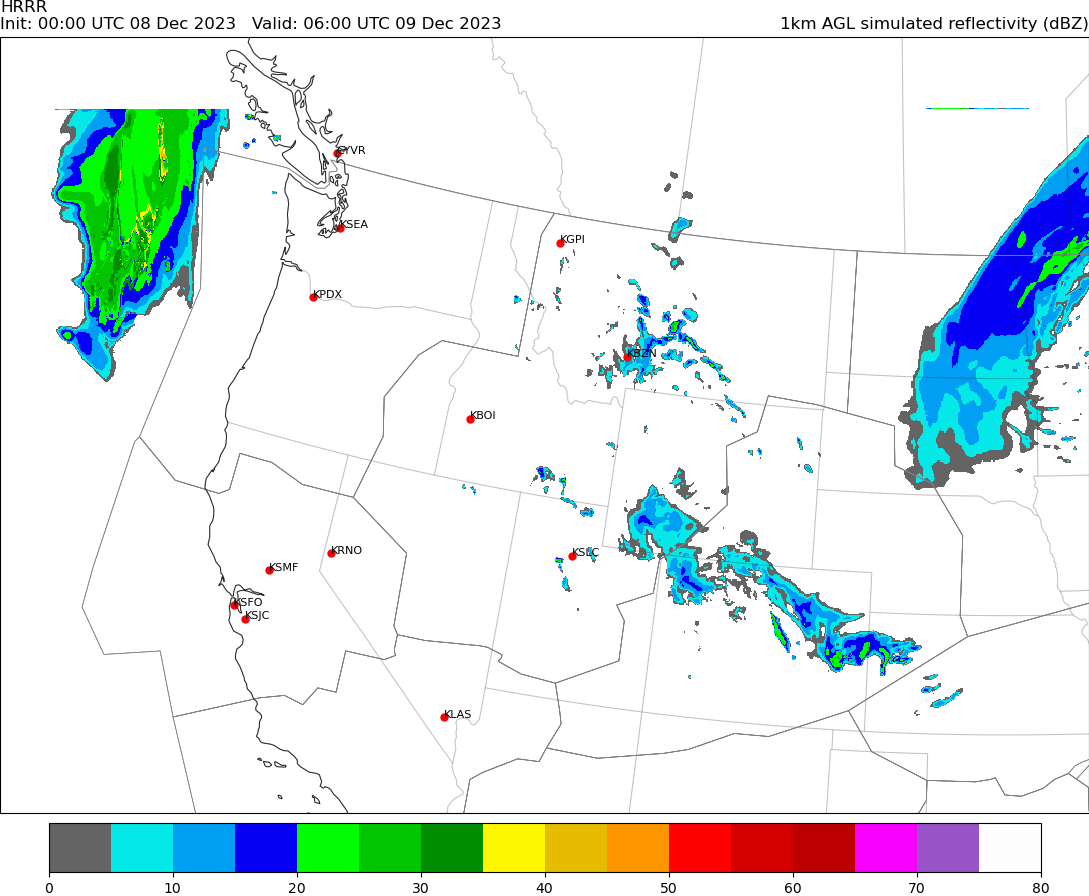 HRRR
Init: 00:00 UTC 08 Dec 2023   Valid: 06:00 UTC 09 Dec 2023   1km AGL simulated reflectivity (dBZ)
CYVR
KSEA
KGPI
KPDX
KBZN
KBOI
KRNO
KSLC
KSMF
KSFO
KSJC
KLAS
0 10 20 30 40 50 60 70 80